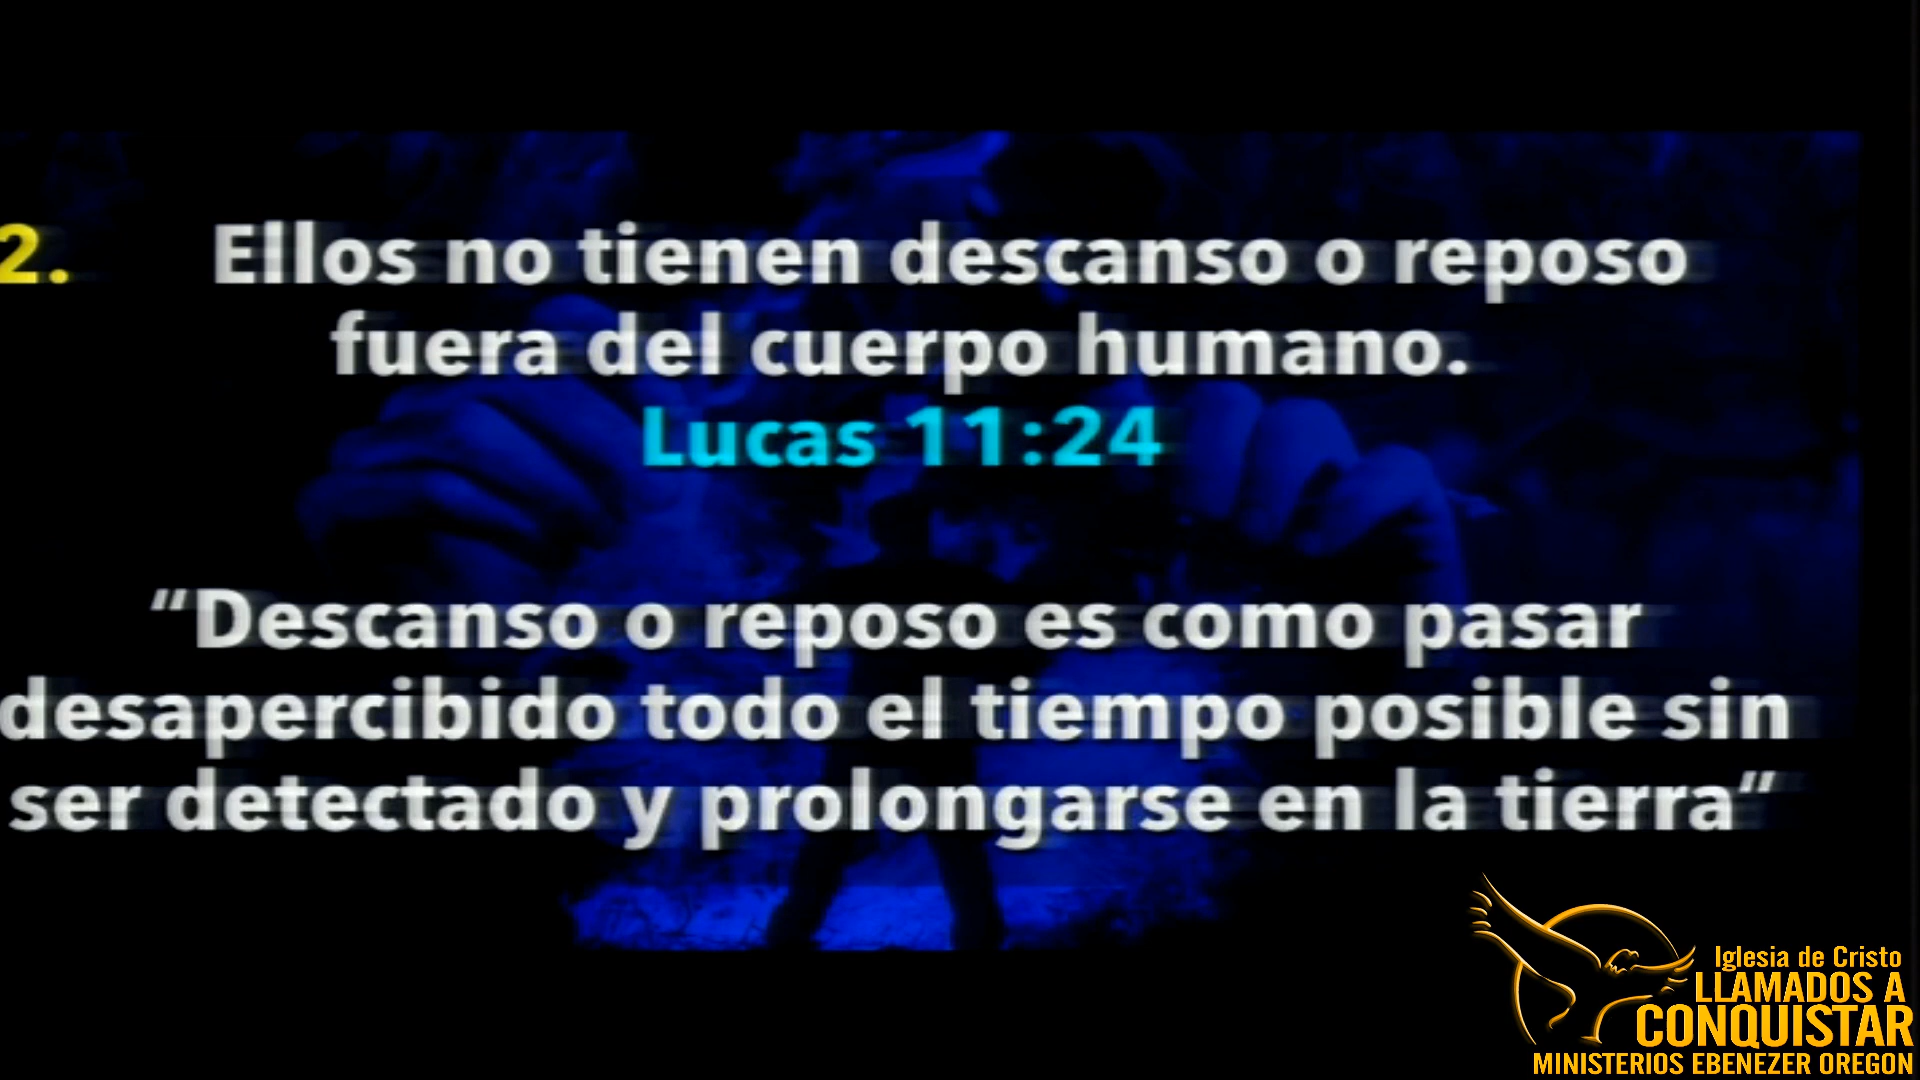 2. Ellos no tienen descanso o reposo
fuera del cuerpo humano.
Lucas 11:24
“Descanso o reposo es como pasar
desapercibido todo el tiempo posible sin
ser detectado y prolongarse en la tierra“
Iglesia de Cristo
LLAMADOS A
CONQUISTAR
MINISTERIOS EBENEZER OREGON